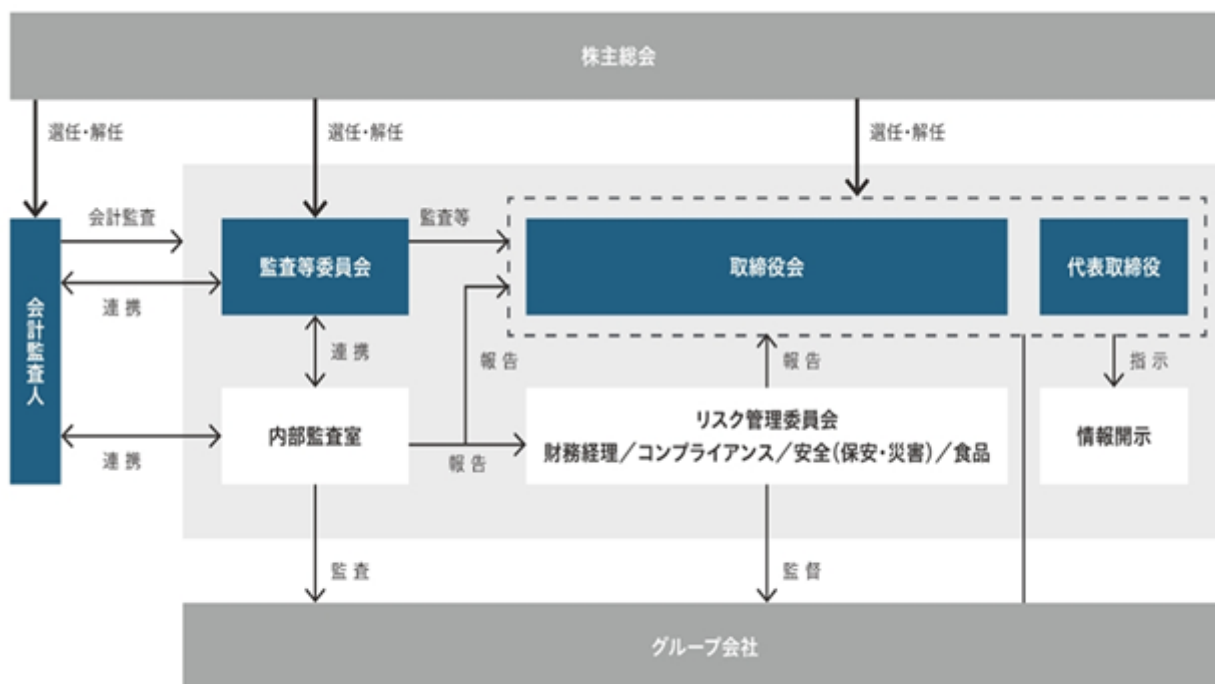 株主総会
選任・解任
選任・解任
選任・解任
会計監査
監査等
監査等委員会
取締役会
代表取締役
連携
会計監査人
連携
報告
報告
指示
内部監査室
リスク管理委員会
財務経理／コンプライアンス／安全(保安・災害)／食品
情報開示
連携
報告
監査
監督
グループ会社